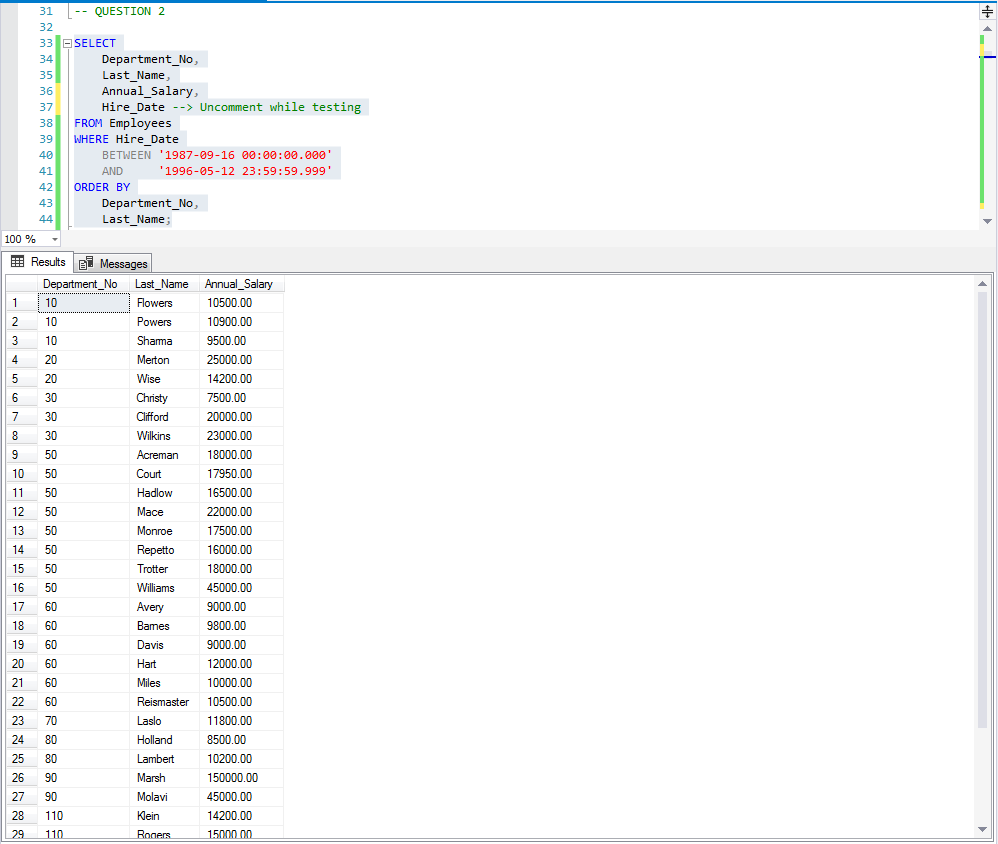 31 -- QUESTION 2
32
33 SELECT
34 Department_No,
35 Last_Name,
36 Annual_Salary,
37 Hire_Date --> Uncomment while testing
38 FROM Employees
39 WHERE Hire_Date
40 BETWEEN '1987-09-16 00:00:00.000'
41 AND '1996-05-12 23:59:59.999'
42 ORDER BY
43 Department_No,
44 Last_Name;
100 %
Results Messages
Department_No Last_Name Annual_Salary
1 10 Flowers 10500.00
2 10 Powers 10900.00
3 10 Sharma 9500.00
4 20 Merton 25000.00
5 20 Wise 14200.00
6 30 Christy 7500.00
7 30 Clifford 20000.00
8 30 Wilkins 23000.00
9 50 Acreman 18000.00
10 50 Court 17950.00
11 50 Hadlow 16500.00
12 50 Mace 22000.00
13 50 Monroe 17500.00
14 50 Repetto 16000.00
15 50 Trotter 18000.00
16 50 Williams 45000.00
17 60 Avery 9000.00
18 60 Barnes 9800.00
19 60 Davis 9000.00
20 60 Hart 12000.00
21 60 Miles 10000.00
22 60 Reismaster 10500.00
23 70 Laslo 11800.00
24 80 Holland 8500.00
25 80 Lambert 10200.00
26 90 Marsh 150000.00
27 90 Molavi 45000.00
28 110 Klein 14200.00
29 110 Rogers 15000.00